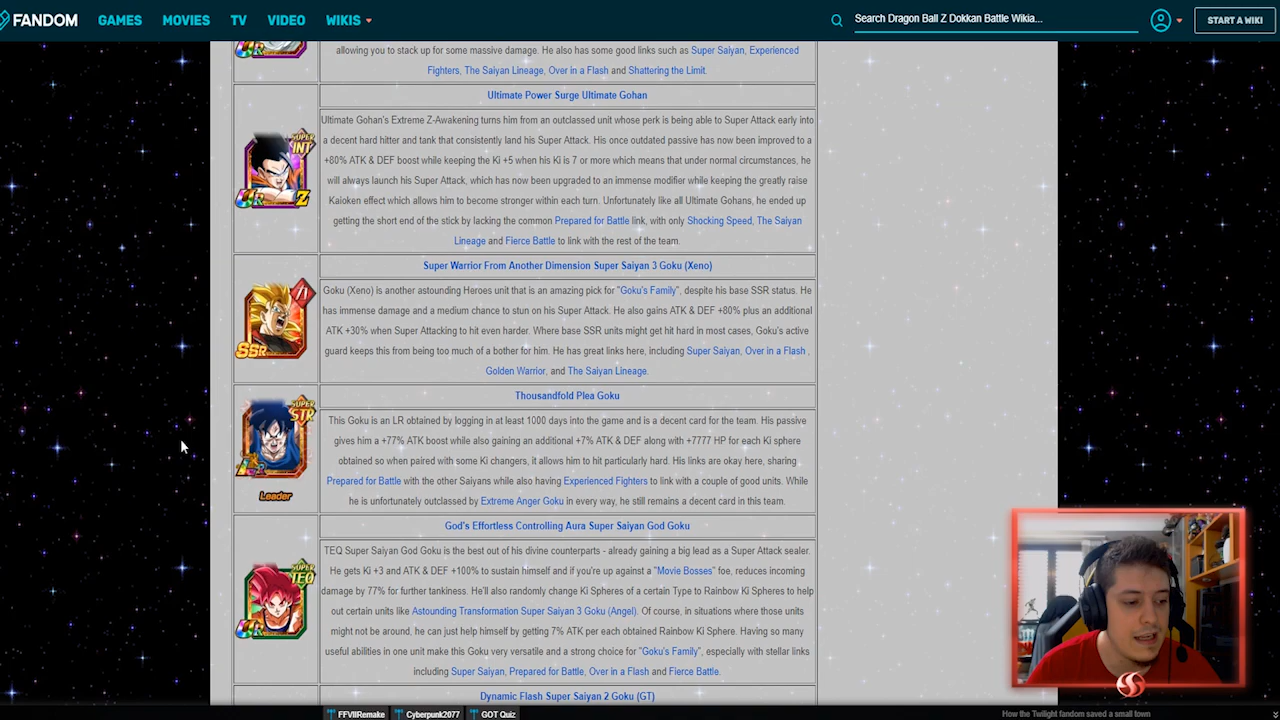 FANDOM GAMES MOVIES TV VIDEO WIKIS Search Dragon Ball Z Dokkan Battle Wikia... START A WIKI
allowing you to stack up for some massive damage. He also has some good links such as Super Saiyan, Experienced
Fighters, The Saiyan Lineage, Over in a Flash and Shattering the Limit.
Ultimate Power Surge Ultimate Gohan
Ultimate Gohan's Extreme Z-Awakening turns him from an outclassed unit whose perk is being able to Super Attack early into
a decent hard hitter and tank that consistently land his Super Attack. His once outdated passive has now been improved to a
+80% ATK & DEF boost while keeping the Ki +5 when his Ki is 7 or more which means that under normal circumstances, he
will always launch his Super Attack, which has now been upgraded to an immense modifier while keeping the greatly raise
Kaioken effect which allows him to become stronger within each turn. Unfortunately like all Ultimate Gohans, he ended up
getting the short end of the stick by lacking the common Prepared for Battle link, with only Shocking Speed, The Saiyan
Lineage and Fierce Battle to link with the rest of the team.
SUPER INT
UR Z
Super Warrior From Another Dimension Super Saiyan 3 Goku (Xeno)
Goku (Xeno) is another astounding Heroes unit that is an amazing pick for "Goku's Family", despite his base SSR status. He
has immense damage and a medium chance to stun on his Super Attack. He also gains ATK & DEF +80% plus an additional
ATK +30% when Super Attacking to hit even harder. Where base SSR units might get hit hard in most cases, Goku's active
guard keeps this from being too much of a bother for him. He has great links here, including Super Saiyan, Over in a Flash ,
Golden Warrior, and The Saiyan Lineage.
SSR
Thousandfold Plea Goku
This Goku is an LR obtained by logging in at least 1000 days into the game and is a decent card for the team. His passive
gives him a +77% ATK boost while also gaining an additional +7% ATK & DEF along with +7777 HP for each Ki sphere
obtained so when paired with some Ki changers, it allows him to hit particularly hard. His links are okay here, sharing
Prepared for Battle with the other Saiyans while also having Experienced Fighters to link with a couple of good units. While
he is unfortunately outclassed by Extreme Anger Goku in every way, he still remains a decent card in this team.
SUPER STR
LR
Leader
God's Effortless Controlling Aura Super Saiyan God Goku
TEQ Super Saiyan God Goku is the best out of his divine counterparts - already gaining a big lead as a Super Attack sealer.
He gets Ki +3 and ATK & DEF +100% to sustain himself and if you're up against a "Movie Bosses" foe, reduces incoming
damage by 77% for further tankiness. He'll also randomly change Ki Spheres of a certain Type to Rainbow Ki Spheres to help
out certain units like Astounding Transformation Super Saiyan 3 Goku (Angel). Of course, in situations where those units
might not be around, he can just help himself by getting 7% ATK per each obtained Rainbow Ki Sphere. Having so many
useful abilities in one unit make this Goku very versatile and a strong choice for "Goku's Family", especially with stellar links
including Super Saiyan, Prepared for Battle, Over in a Flash and Fierce Battle.
SUPER TEQ
UR
Dynamic Flash Super Saiyan 2 Goku (GT)
FFVIIRemake Cyberpunk2077 GOT Quiz How the Twilight fandom saved a small town